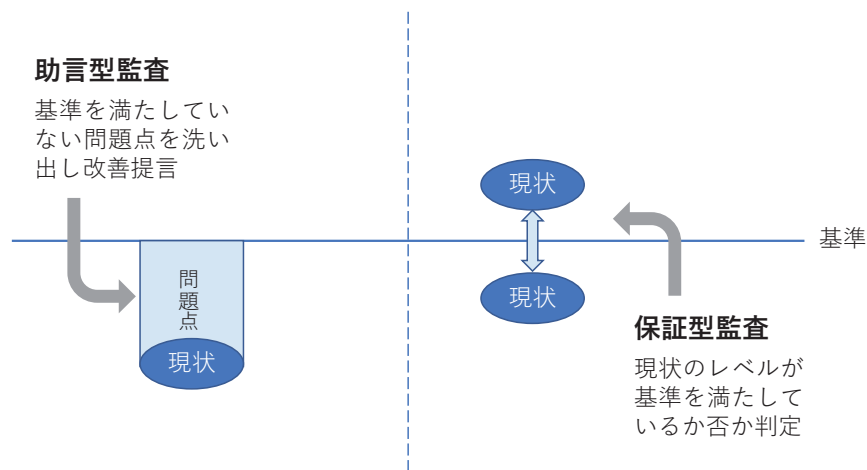 助言型監査
基準を満たしてい
ない問題点を洗い
出し改善提言
問題点
現状
現状
現状
基準
保証型監査
現状のレベルが
基準を満たして
いるか否か判定